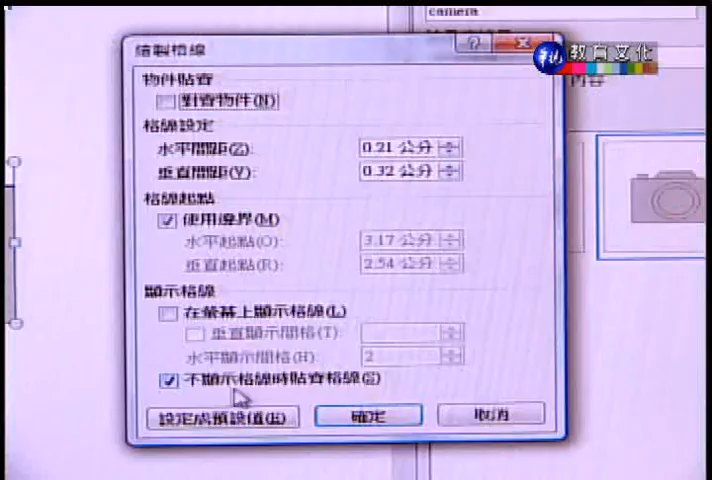 camera
繪製格線
華視 教育文化
物件貼齊
對齊物件(N)
內容
格線設定
水平間距(Z): 0.21 公分
垂直間距(V): 0.32 公分
格線起點
使用邊界(M)
水平起點(O): 3.17 公分
垂直起點(R): 2.54 公分
顯示格線
在螢幕上顯示格線(L)
垂直顯示間格(T):
水平顯示間格(H): 2
不顯示格線時貼齊格線(S)
設定成預設值(E) 確定 取消